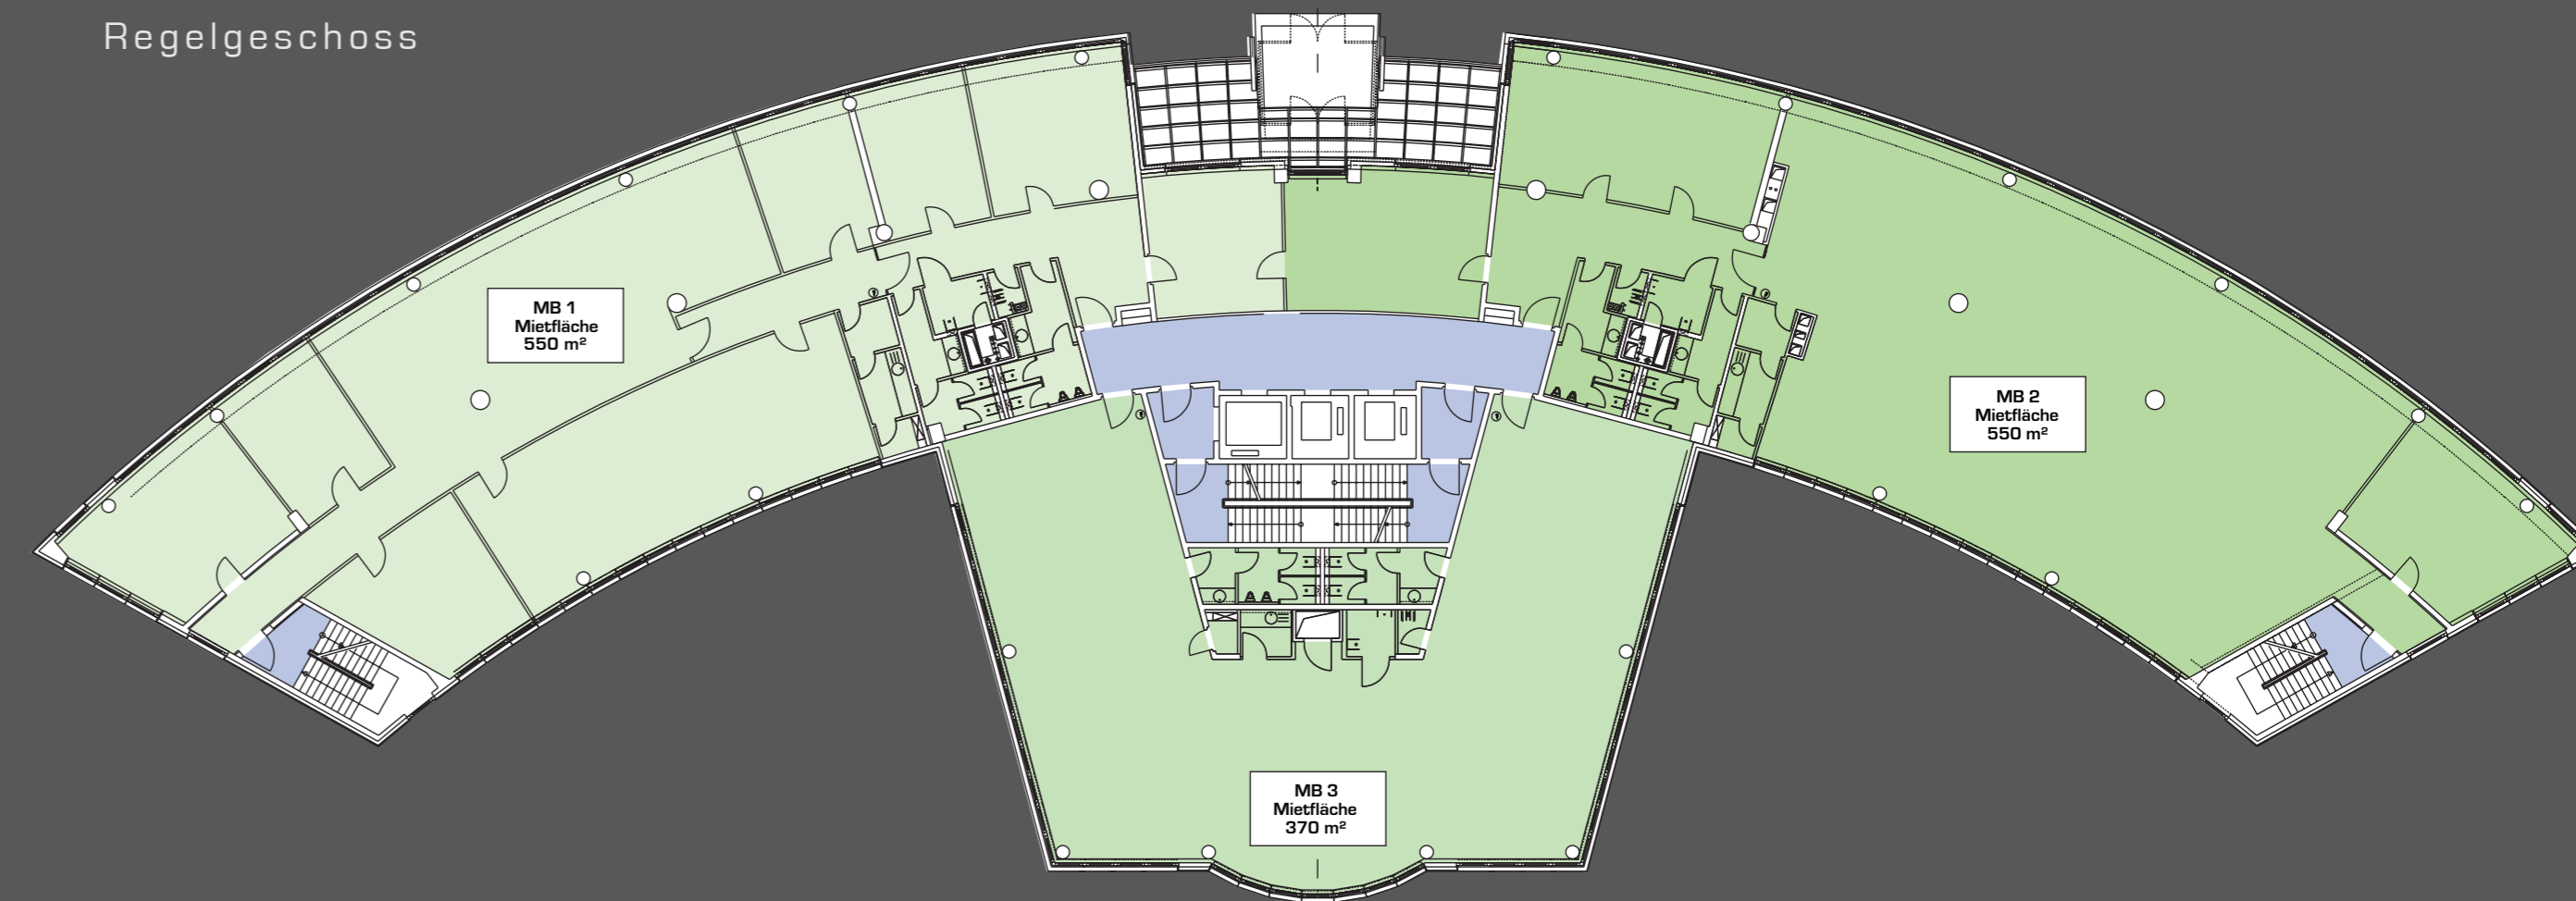 Regelgeschoss
MB 1
Mietfläche
550 m²
MB 2
Mietfläche
550 m²
MB 3
Mietfläche
370 m²